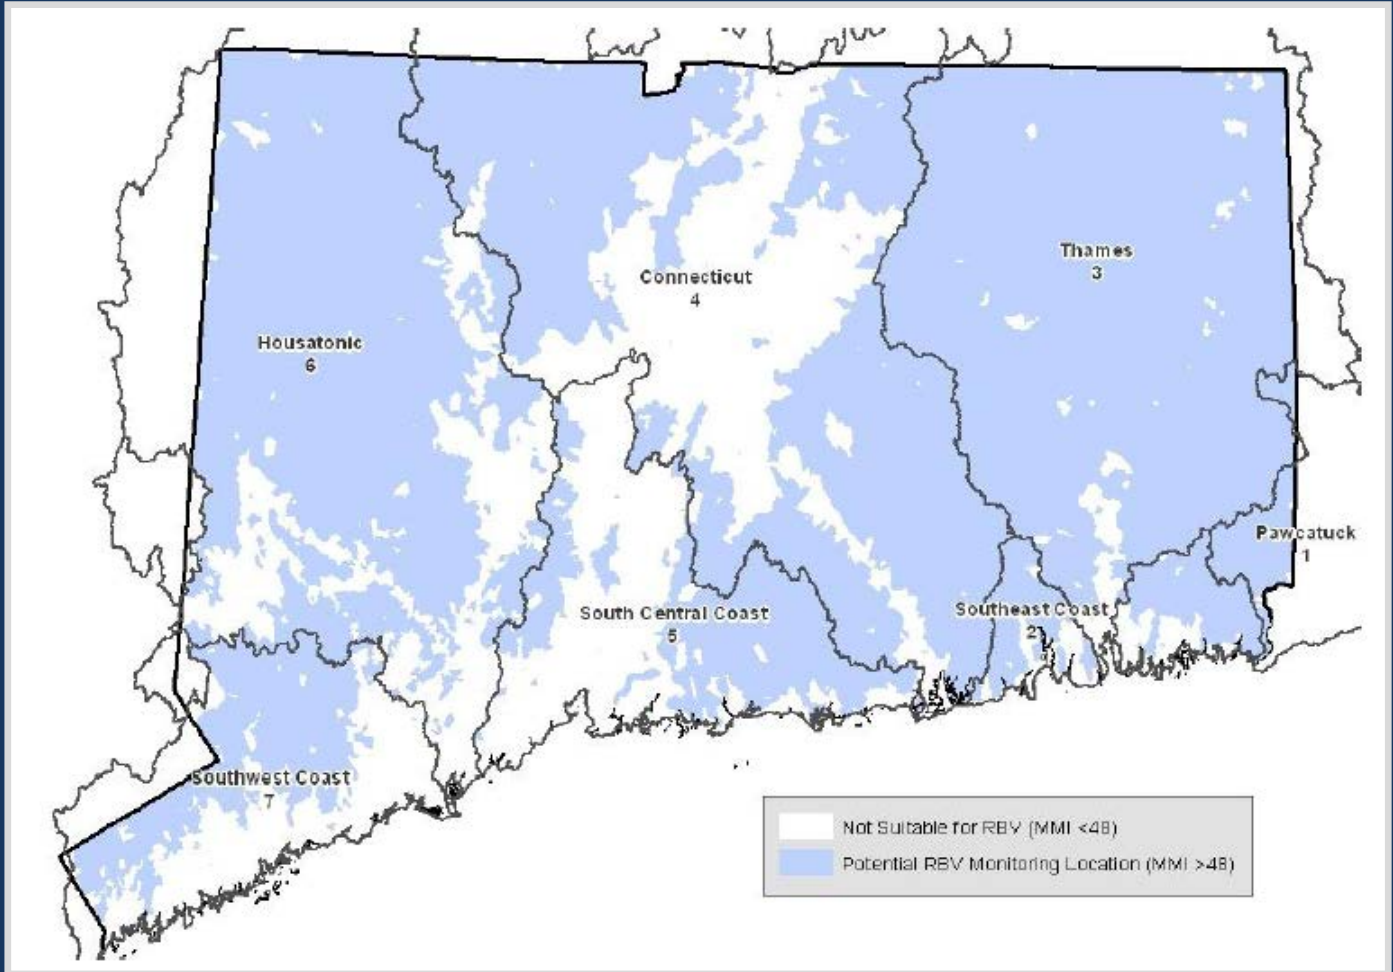 Thames
3
Connecticut
4
Housatonic
6
Pawcatuck
1
Southeast Coast
2
South Central Coast
5
Southwest Coast
7
Not Suitable for RBV (MMI <48)
Potential RBV Monitoring Location (MMI >48)